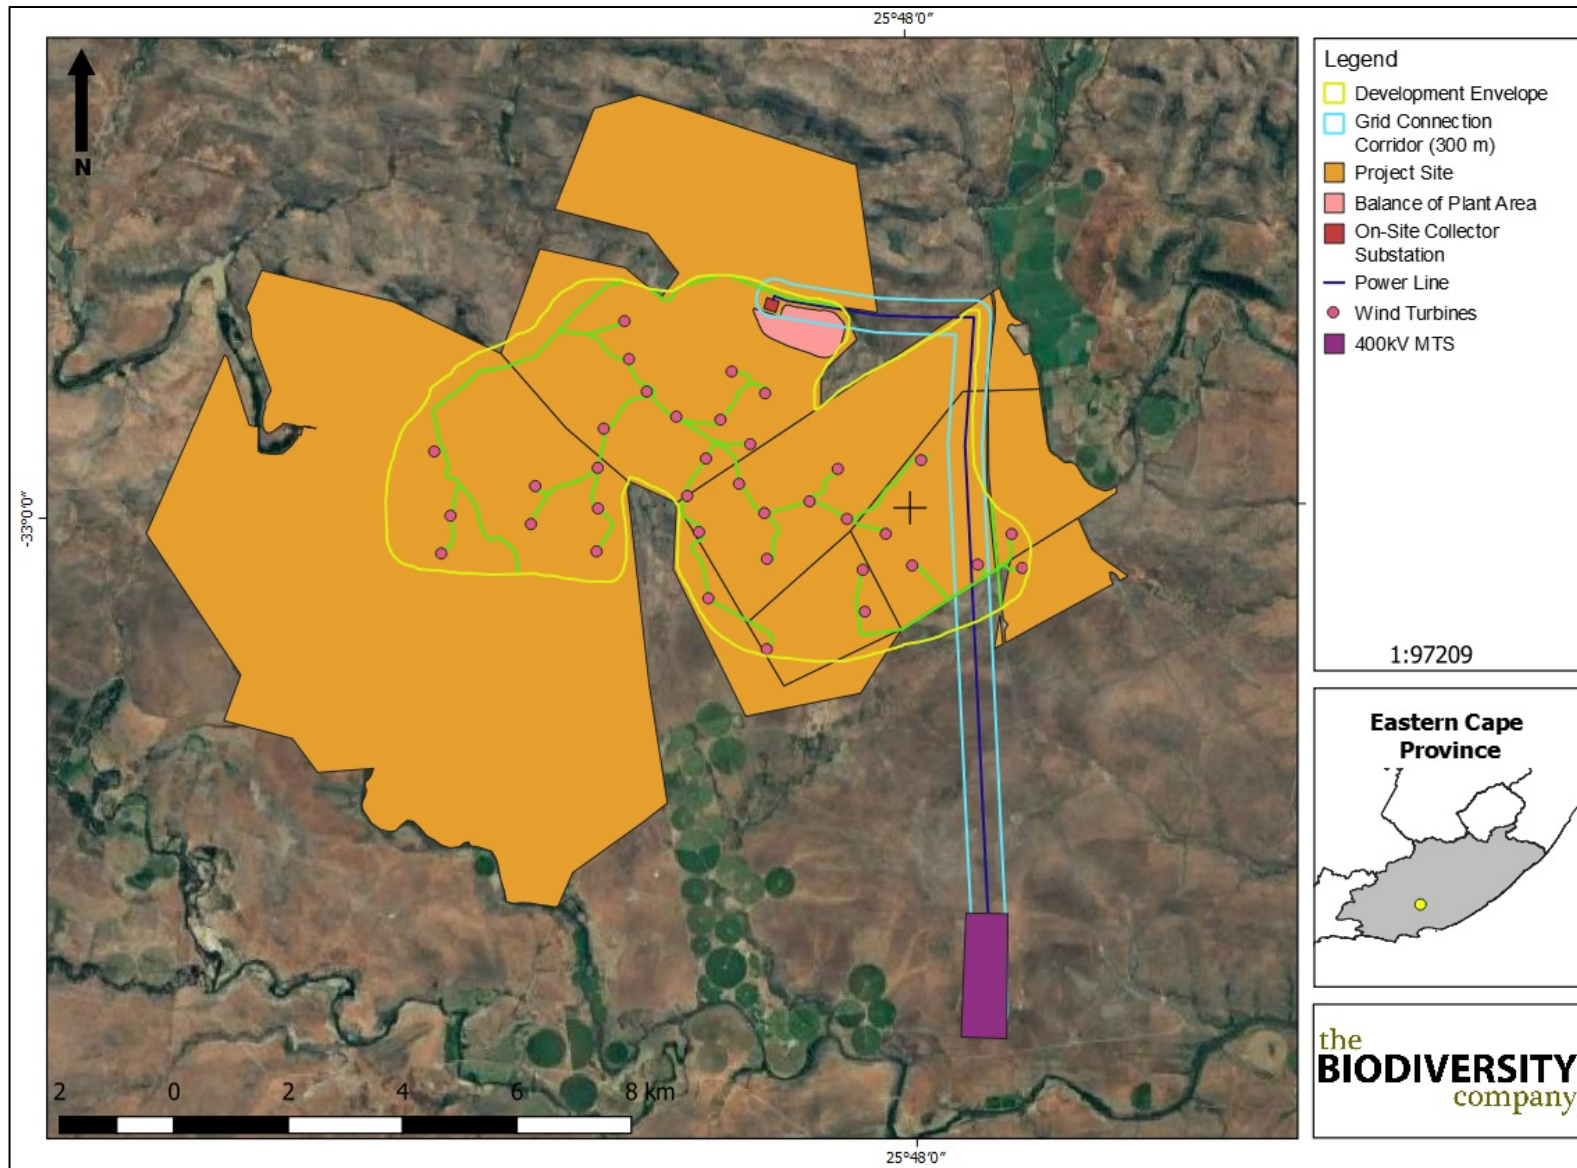 25°48′0″
Legend
Development Envelope
Grid Connection
Corridor (300 m)
Project Site
Balance of Plant Area
On-Site Collector
Substation
Power Line
Wind Turbines
400kV MTS
1:97209
N
-33°0′0″
Eastern Cape
Province
2 0 2 4 6 8 km
25°48′0″
the
BIODIVERSITY
company